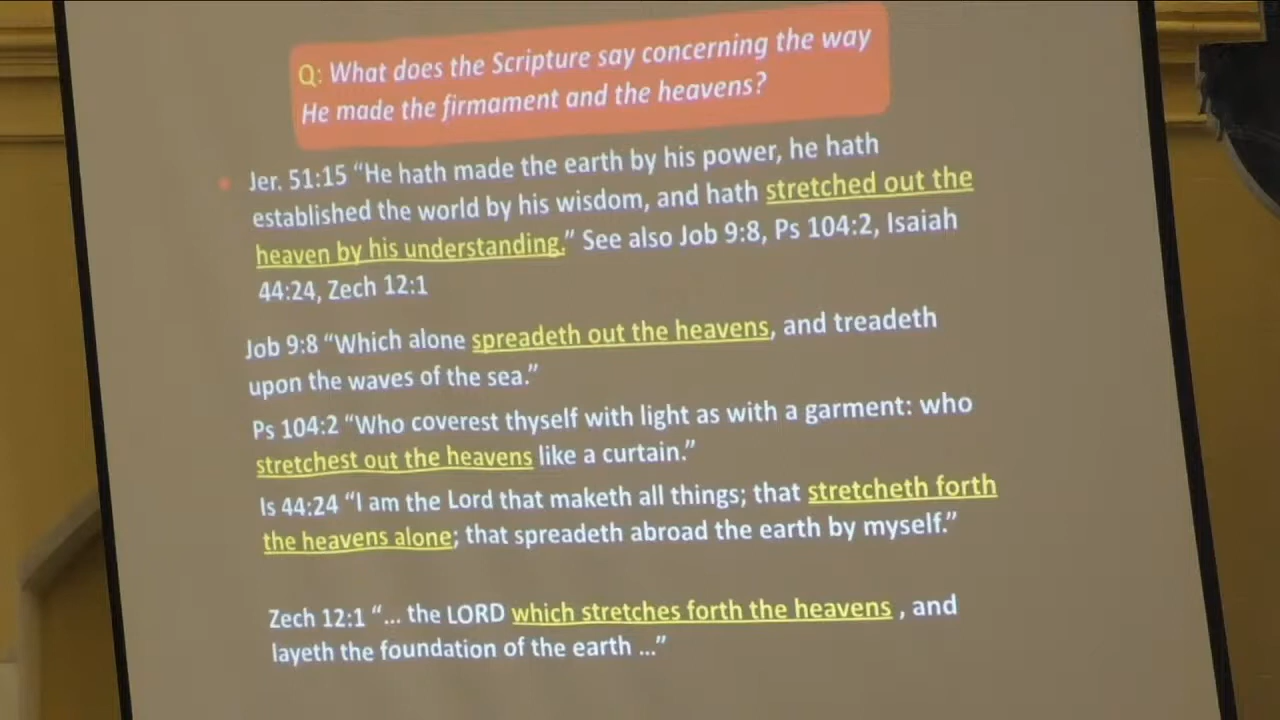 Q: What does the Scripture say concerning the way
He made the firmament and the heavens?
Jer. 51:15 “He hath made the earth by his power, he hath
established the world by his wisdom, and hath stretched out the
heaven by his understanding.” See also Job 9:8, Ps 104:2, Isaiah
44:24, Zech 12:1
Job 9:8 “Which alone spreadeth out the heavens, and treadeth
upon the waves of the sea.”
Ps 104:2 “Who coverest thyself with light as with a garment: who
stretchest out the heavens like a curtain.”
Is 44:24 “I am the Lord that maketh all things; that stretcheth forth
the heavens alone; that spreadeth abroad the earth by myself.”
Zech 12:1 “... the LORD which stretches forth the heavens , and
layeth the foundation of the earth ...”